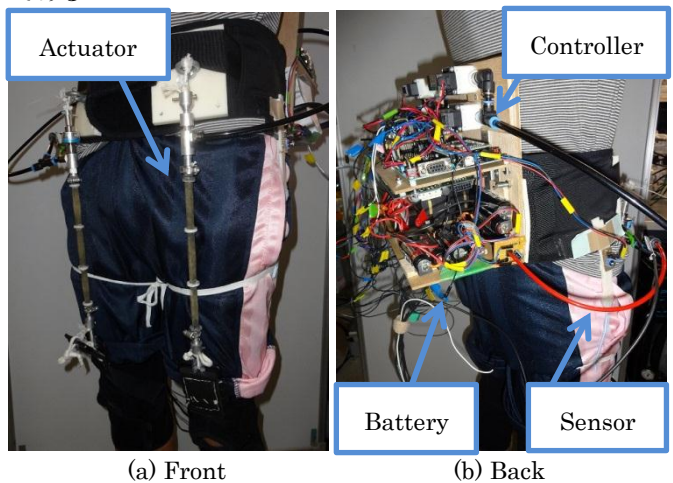 Actuator
Controller
Battery
Sensor
(a) Front
(b) Back